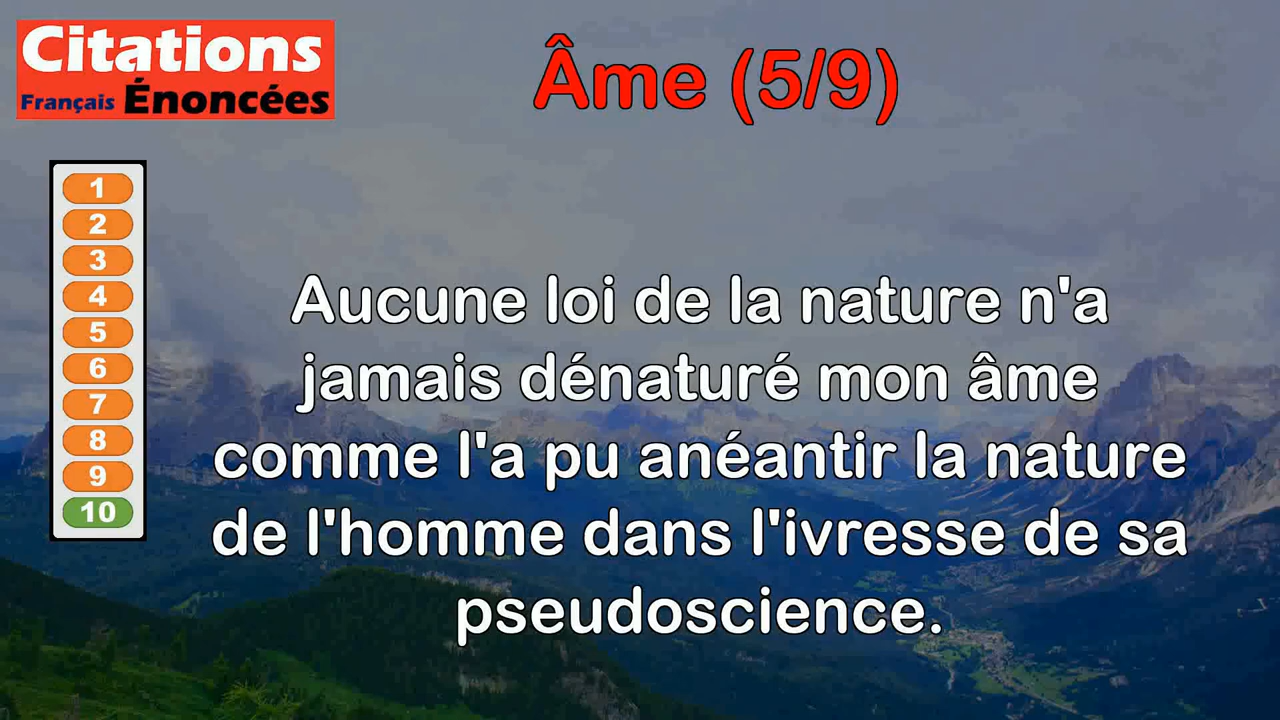 Citations
Français Énoncées
Âme (5/9)
1
2
3
4
5
6
7
8
9
10
Aucune loi de la nature n'a
jamais dénaturé mon âme
comme l'a pu anéantir la nature
de l'homme dans l'ivresse de sa
pseudoscience.